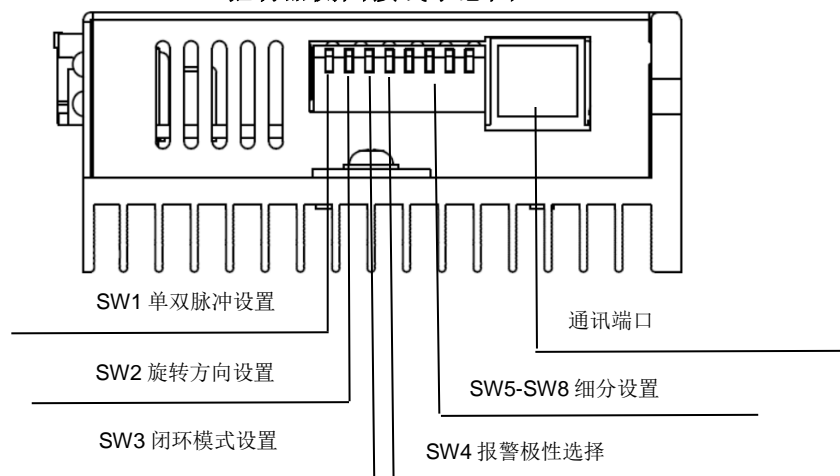 SW1 单双脉冲设置
通讯端口
SW2 旋转方向设置
SW5-SW8 细分设置
SW3 闭环模式设置
SW4 报警极性选择